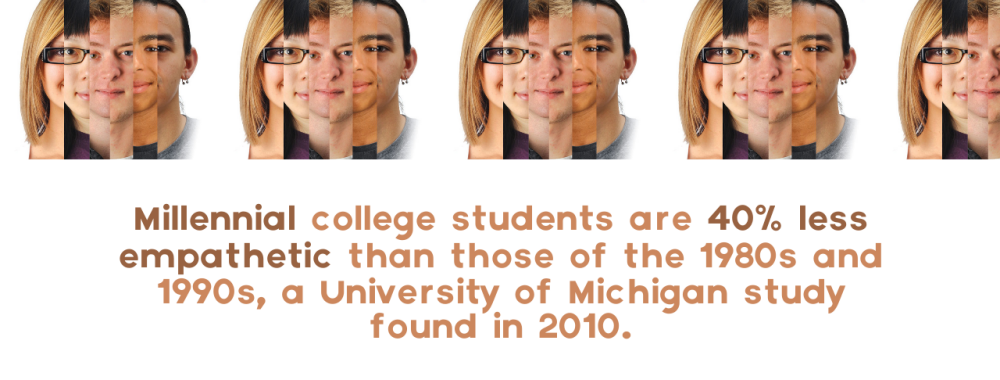 Millennial college students are 40% less
empathetic than those of the 1980s and
1990s, a University of Michigan study
found in 2010.